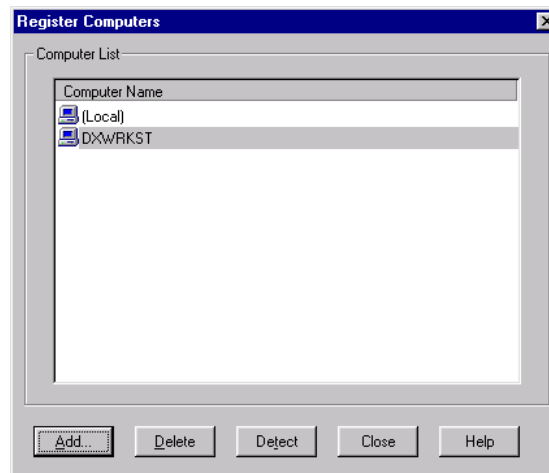 Register Computers
Computer List
Computer Name
(Local)
DXWRKST
Add... Delete Detect Close Help